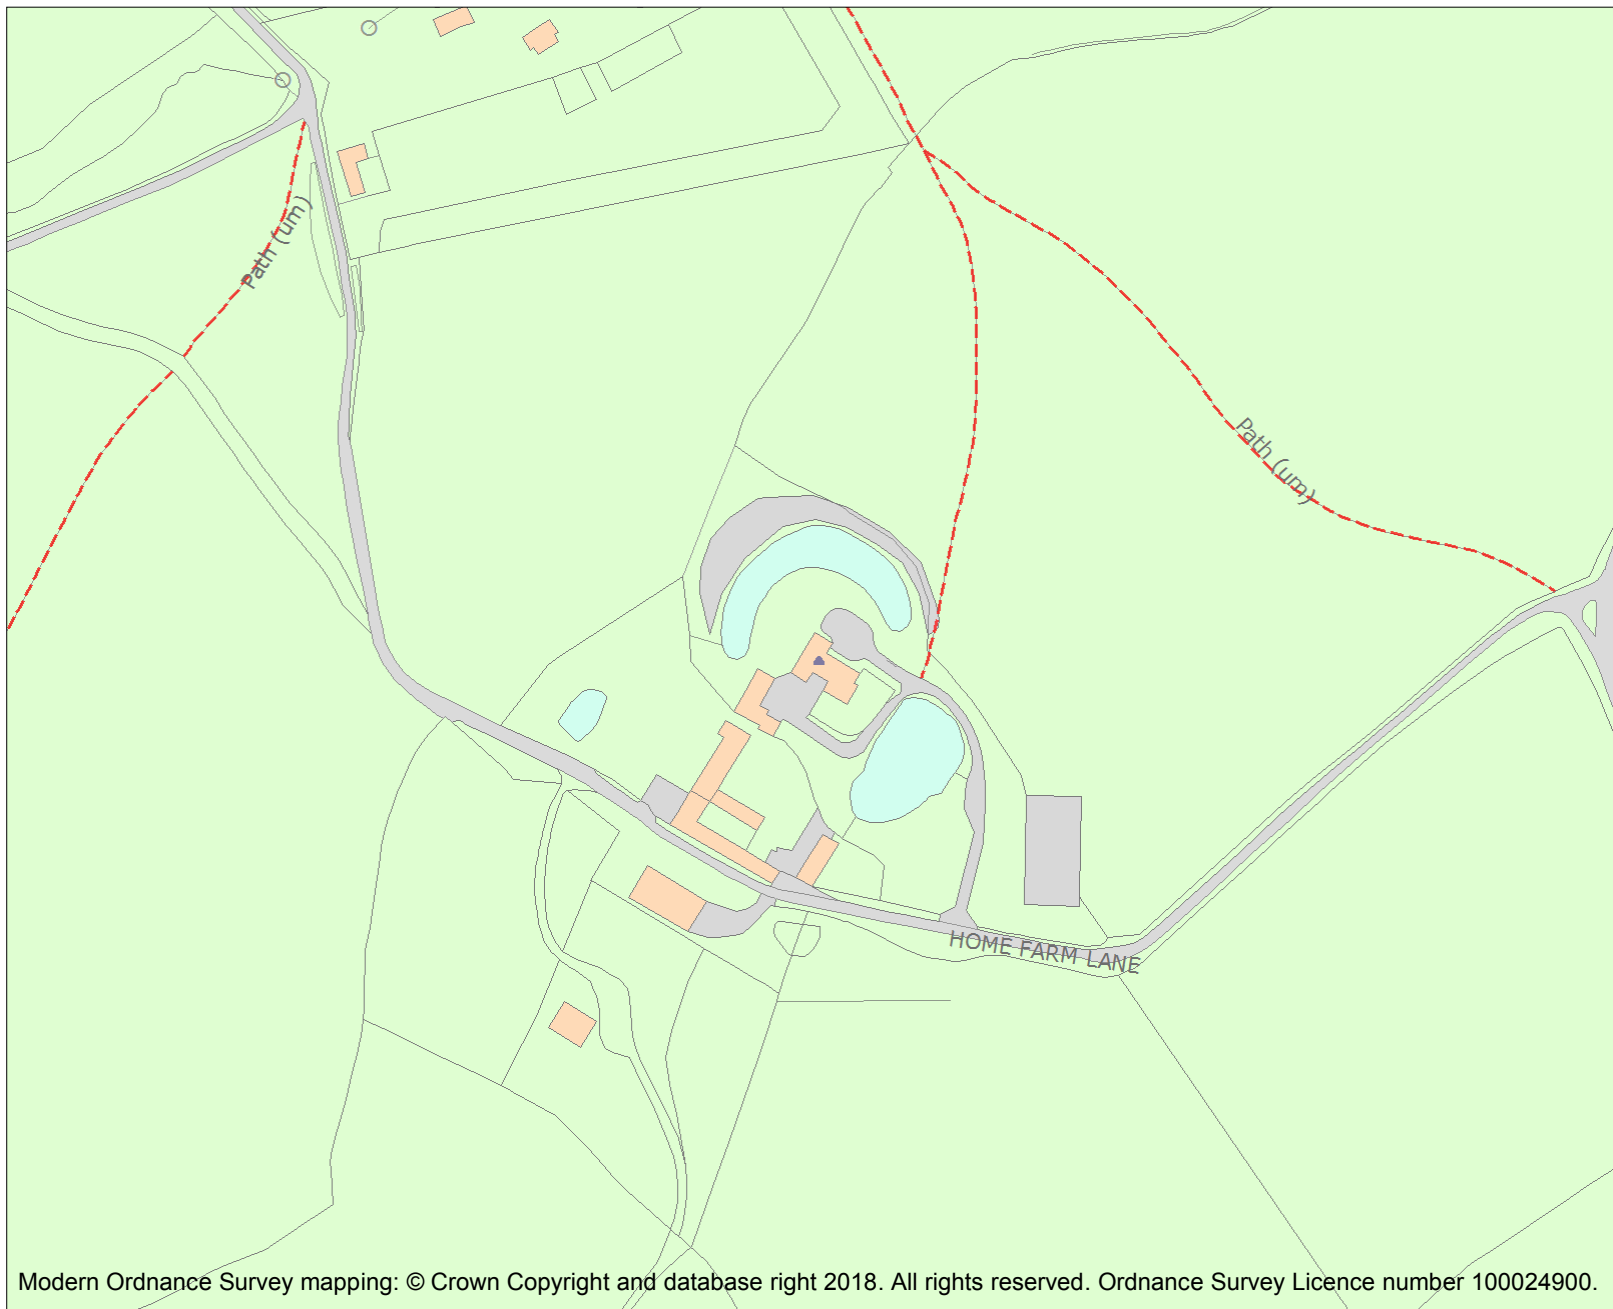 Path (um)
Path (um)
HOME FARM LANE
Modern Ordnance Survey mapping: © Crown Copyright and database right 2018. All rights reserved. Ordnance Survey Licence number 100024900.